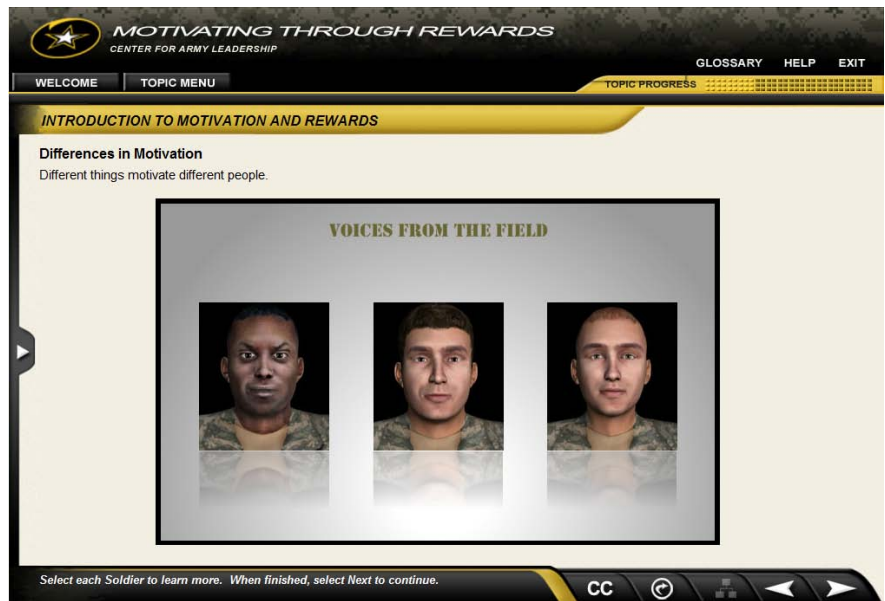 MOTIVATING THROUGH REWARDS
CENTER FOR ARMY LEADERSHIP
GLOSSARY HELP EXIT
WELCOME TOPIC MENU
TOPIC PROGRESS
INTRODUCTION TO MOTIVATION AND REWARDS
Differences in Motivation
Different things motivate different people.
VOICES FROM THE FIELD
Select each Soldier to learn more. When finished, select Next to continue.
CC